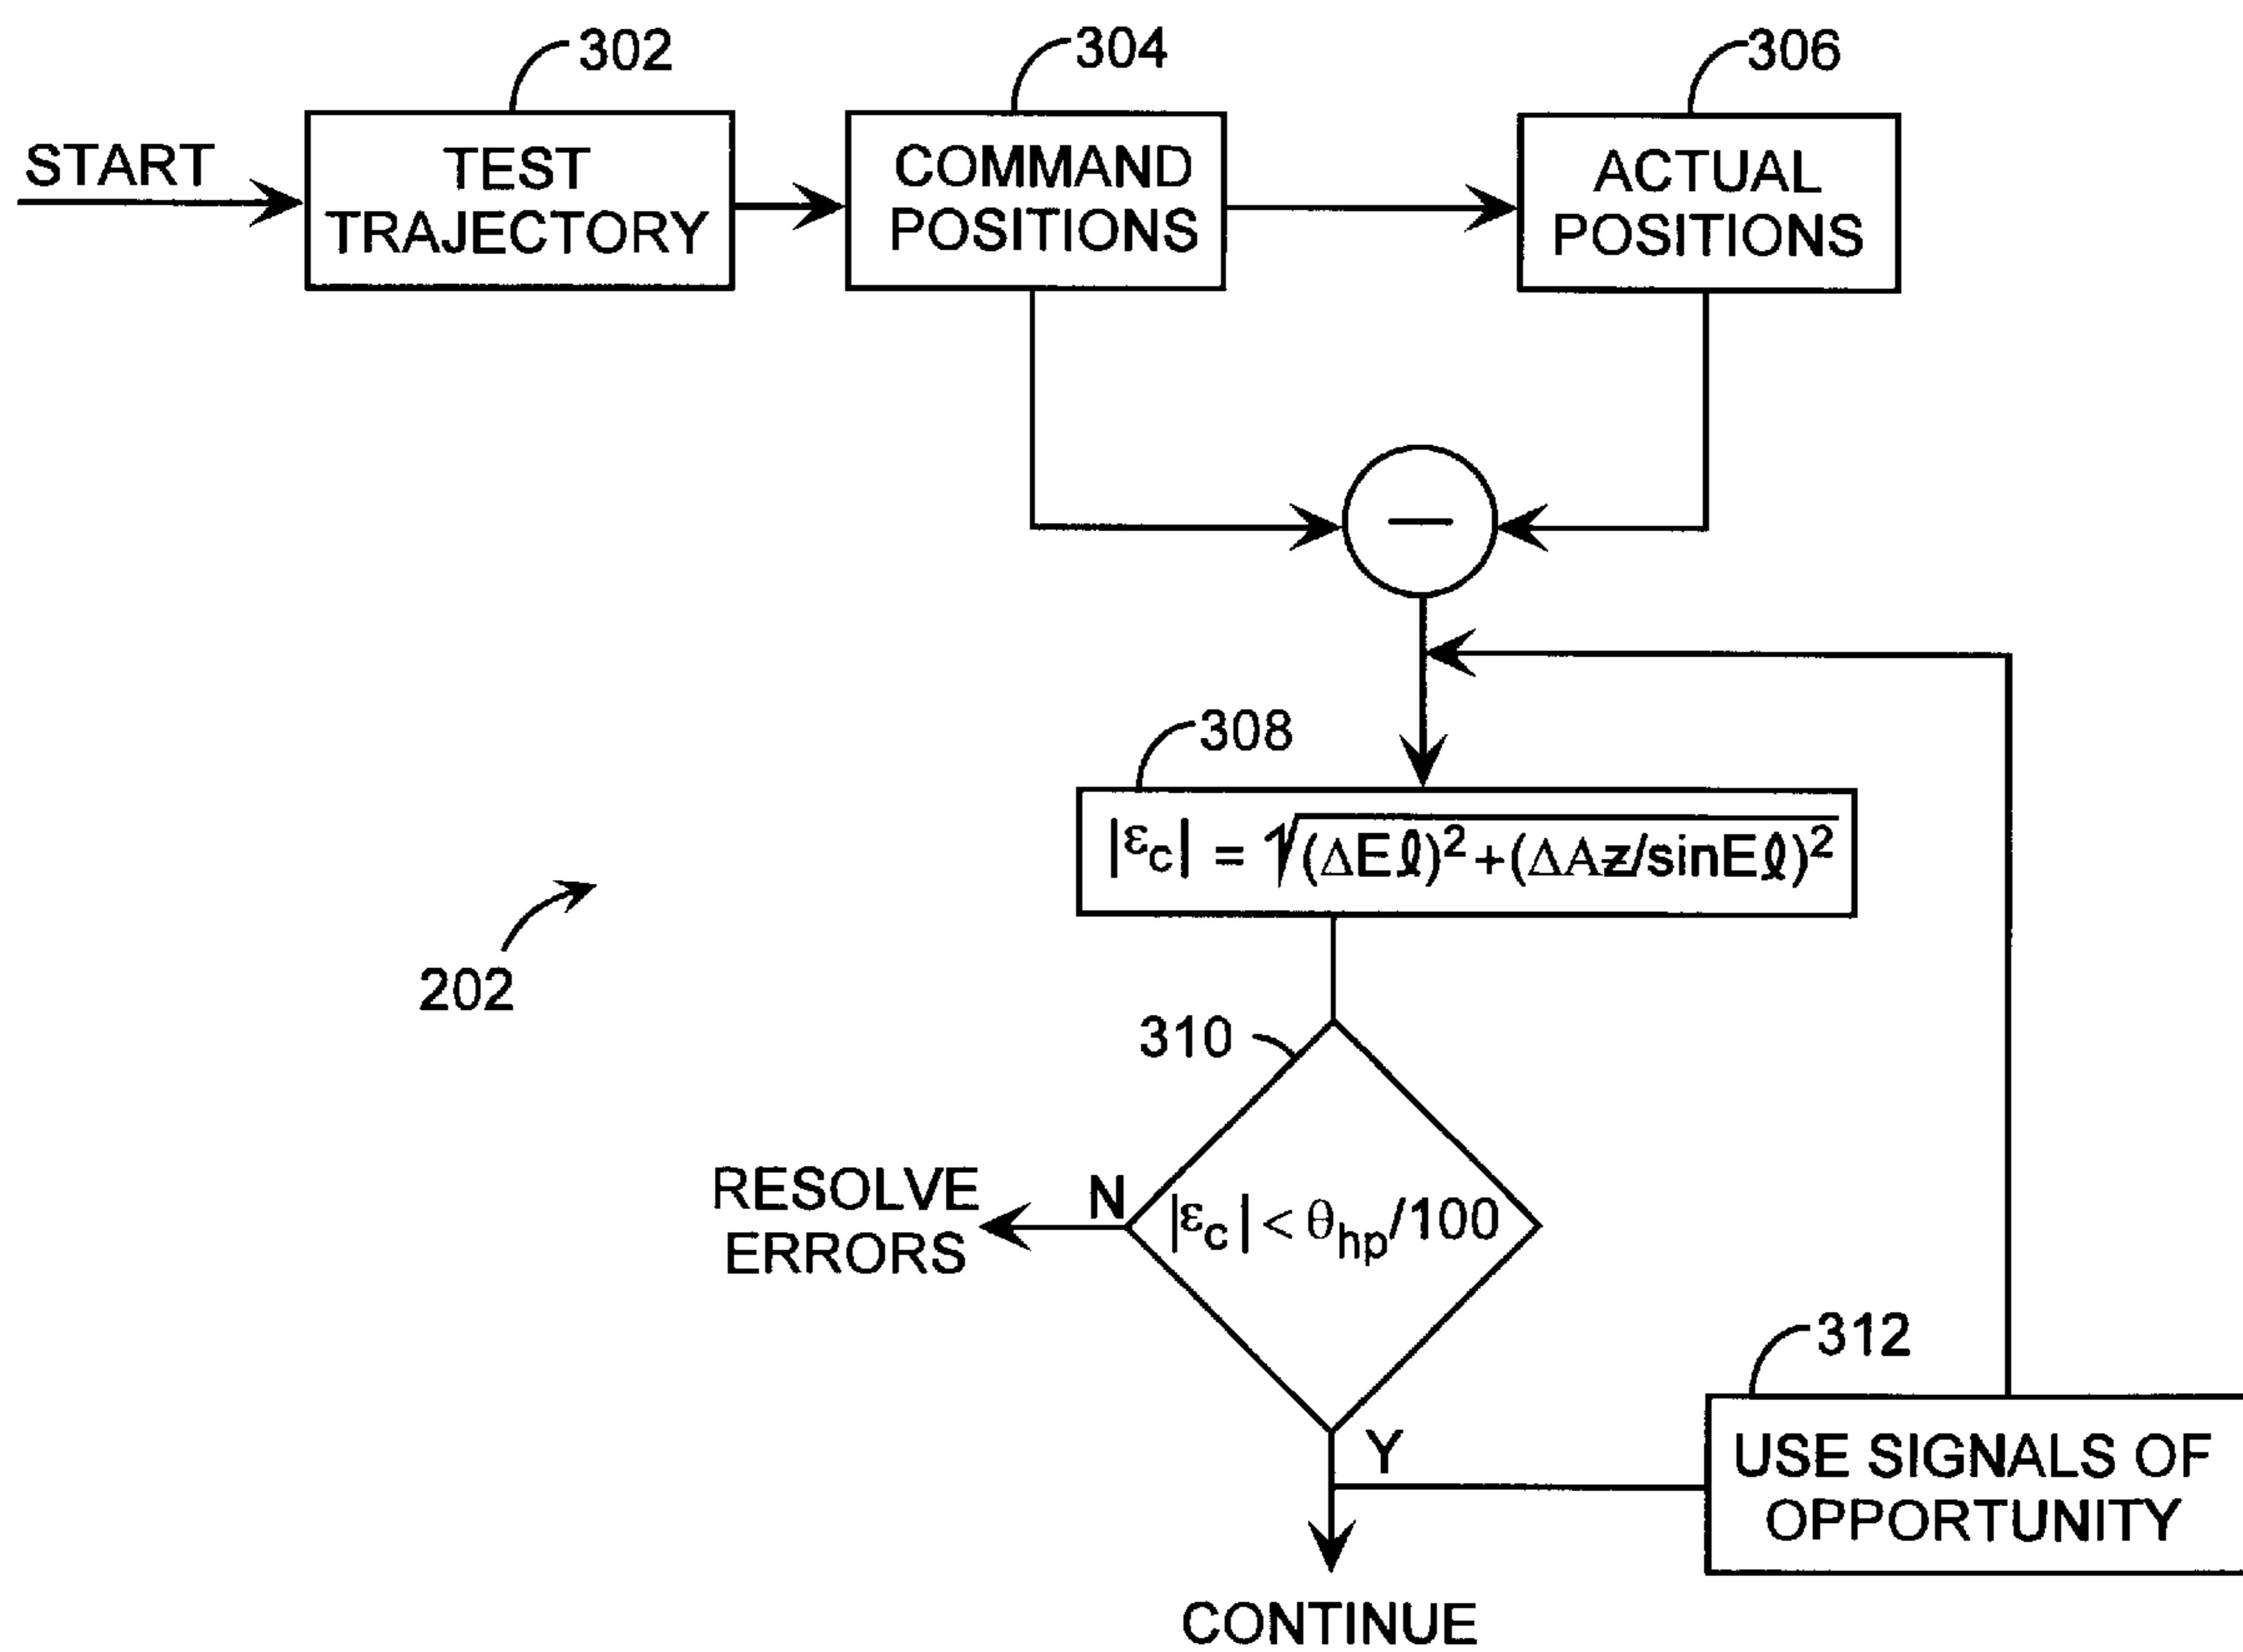 302
304
306
START
TEST
TRAJECTORY
COMMAND
POSITIONS
ACTUAL
POSITIONS
—
308
|εc| = √(ΔEℓ)²+(ΔAz/sinEℓ)²
202
310
RESOLVE
ERRORS
N
|εc| < θhp/100
312
Y
USE SIGNALS OF
OPPORTUNITY
CONTINUE